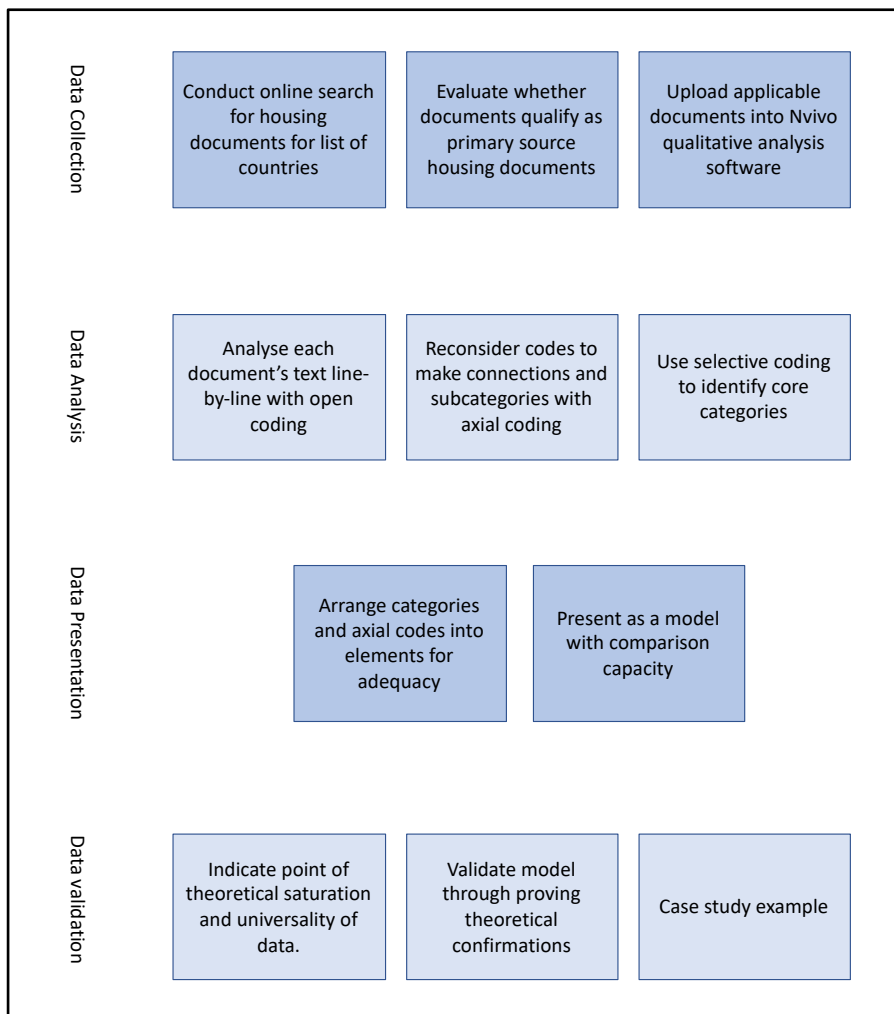 Data Collection
Conduct online search
for housing
documents for list of
countries
Evaluate whether
documents qualify as
primary source
housing documents
Upload applicable
documents into Nvivo
qualitative analysis
software
Data Analysis
Analyse each
document’s text line-
by-line with open
coding
Reconsider codes to
make connections and
subcategories with
axial coding
Use selective coding
to identify core
categories
Data Presentation
Arrange categories
and axial codes into
elements for
adequacy
Present as a model
with comparison
capacity
Data validation
Indicate point of
theoretical saturation
and universality of
data.
Validate model
through proving
theoretical
confirmations
Case study example